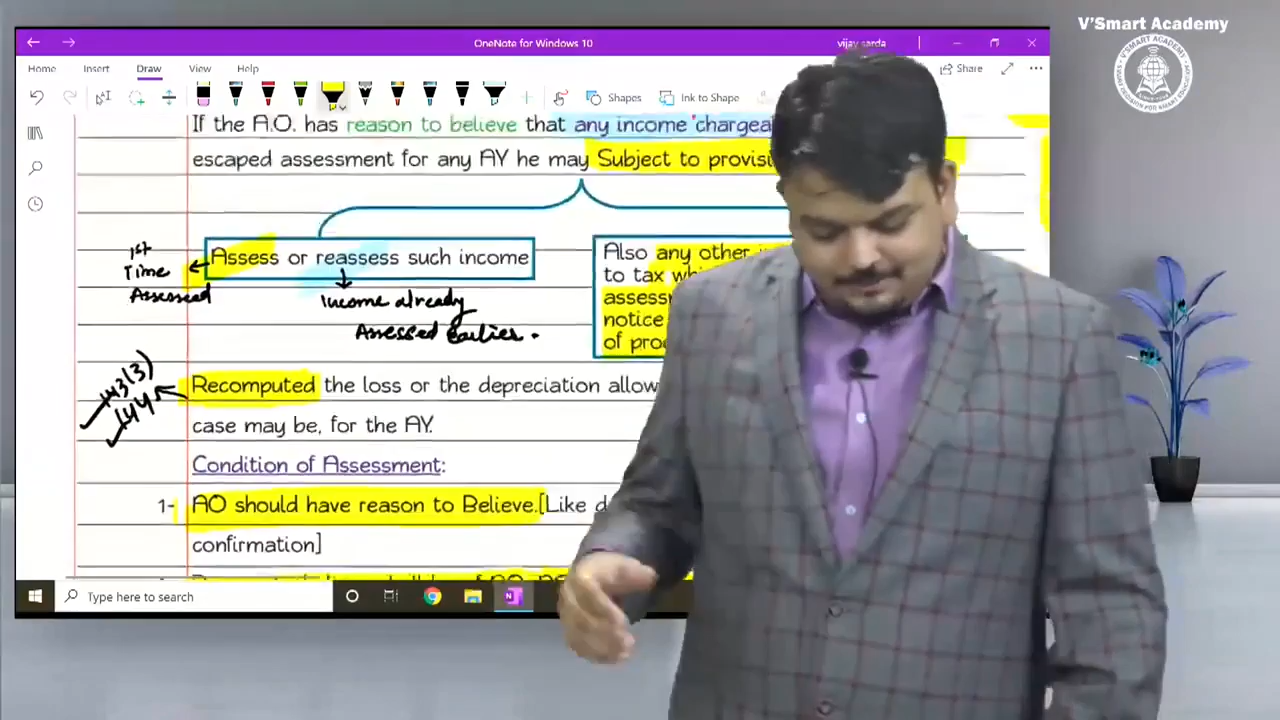 V'Smart Academy
OneNote for Windows 10
vijay sarda
Home Insert Draw View Help
Share
Shapes
Ink to Shape
If the A.O. has reason to believe that any income chargea
escaped assessment for any AY he may Subject to provisi
Assess or reassess such income
1st
Time
Assessed
Income already
Assessed Earlier.
Also any other
to tax
assess
notice
of
143(3)
144
Recomputed the loss or the depreciation allow
case may be, for the AY.
Condition of Assessment:
1- AO should have reason to Believe.[Like
confirmation]
Type here to search